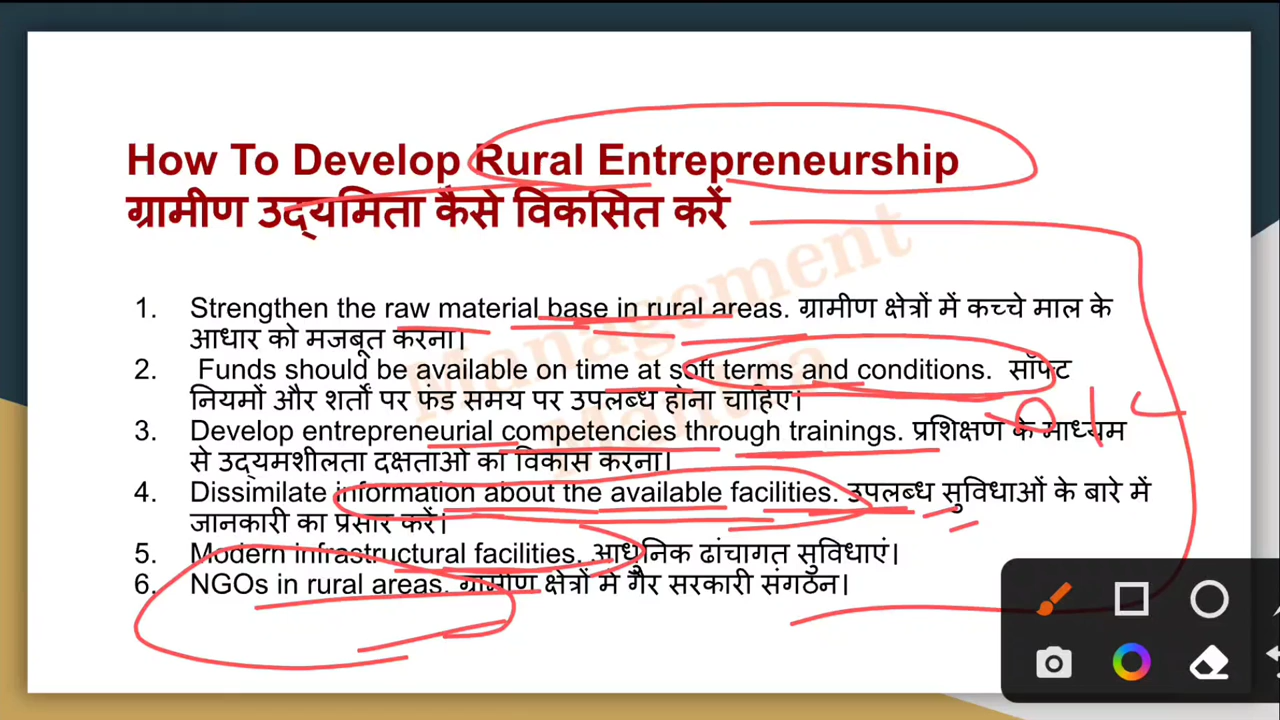 How To Develop Rural Entrepreneurship
ग्रामीण उद्यमिता कैसे विकसित करें
1. Strengthen the raw material base in rural areas. ग्रामीण क्षेत्रों में कच्चे माल के
आधार को मजबूत करना।
2. Funds should be available on time at soft terms and conditions. सॉफ्ट
नियमों और शर्तों पर फंड समय पर उपलब्ध होना चाहिए।
3. Develop entrepreneurial competencies through trainings. प्रशिक्षण के माध्यम
से उद्यमशीलता दक्षताओं का विकास करना।
4. Dissimilate information about the available facilities. उपलब्ध सुविधाओं के बारे में
जानकारी का प्रसार करें।
5. Modern infrastructural facilities. आधुनिक ढांचागत सुविधाएं।
6. NGOs in rural areas. ग्रामीण क्षेत्रों में गैर सरकारी संगठन।
Management
Mantra